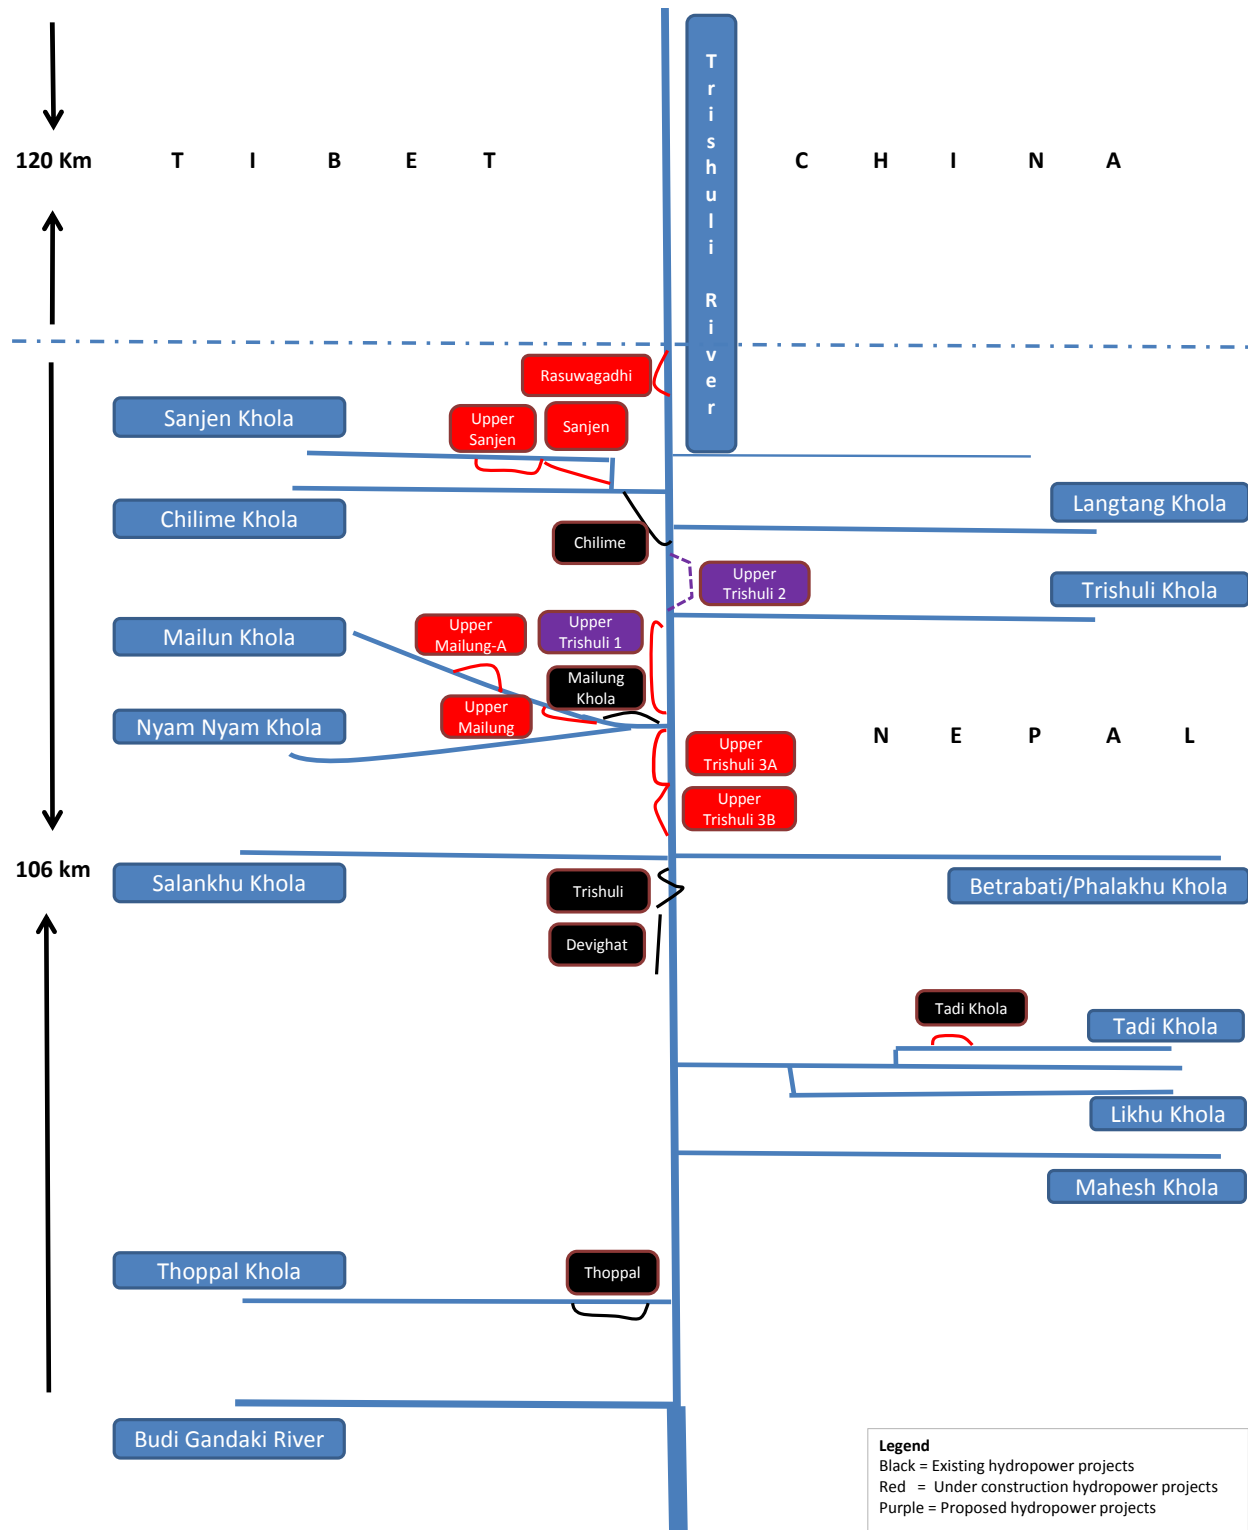 Trishuli River
120 Km
T I B E T
C H I N A
Rasuwagadhi
Sanjen Khola
Upper
Sanjen
Sanjen
Chilime Khola
Langtang Khola
Chilime
Upper
Trishuli 2
Trishuli Khola
Mailun Khola
Upper
Mailung-A
Upper
Trishuli 1
Mailung
Khola
Upper
Mailung
Nyam Nyam Khola
N E P A L
Upper
Trishuli 3A
Upper
Trishuli 3B
106 km
Salankhu Khola
Trishuli
Betrabati/Phalakhu Khola
Devighat
Tadi Khola
Tadi Khola
Likhu Khola
Mahesh Khola
Thoppal Khola
Thoppal
Budi Gandaki River
Legend
Black = Existing hydropower projects
Red = Under construction hydropower projects
Purple = Proposed hydropower projects